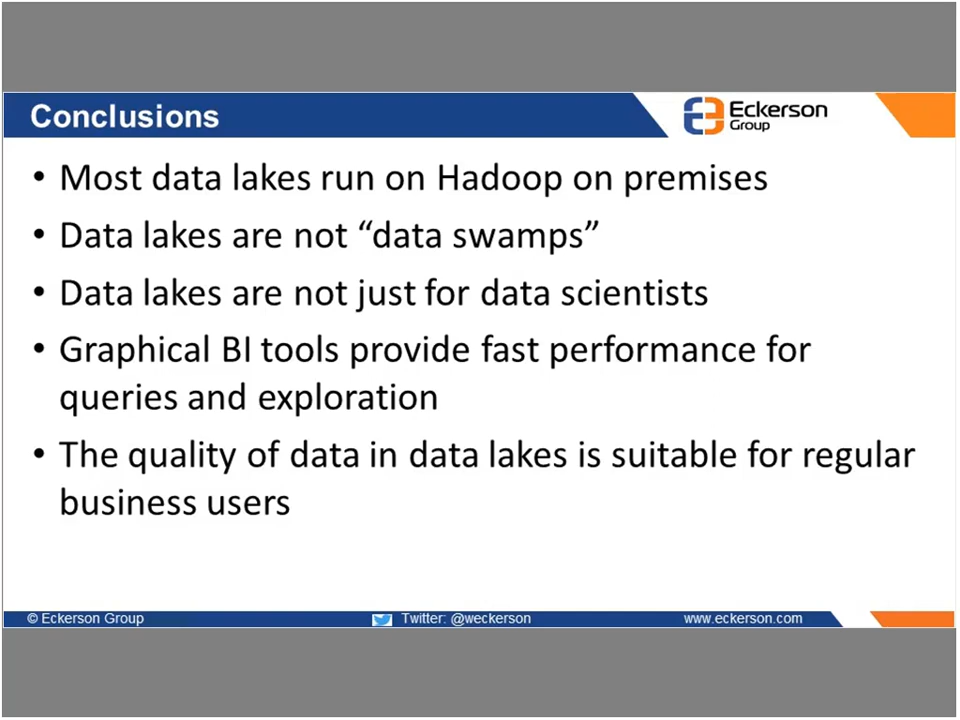 Conclusions
Eckerson
Group
• Most data lakes run on Hadoop on premises
• Data lakes are not “data swamps”
• Data lakes are not just for data scientists
• Graphical BI tools provide fast performance for
queries and exploration
• The quality of data in data lakes is suitable for regular
business users
© Eckerson Group
Twitter: @weckerson
www.eckerson.com